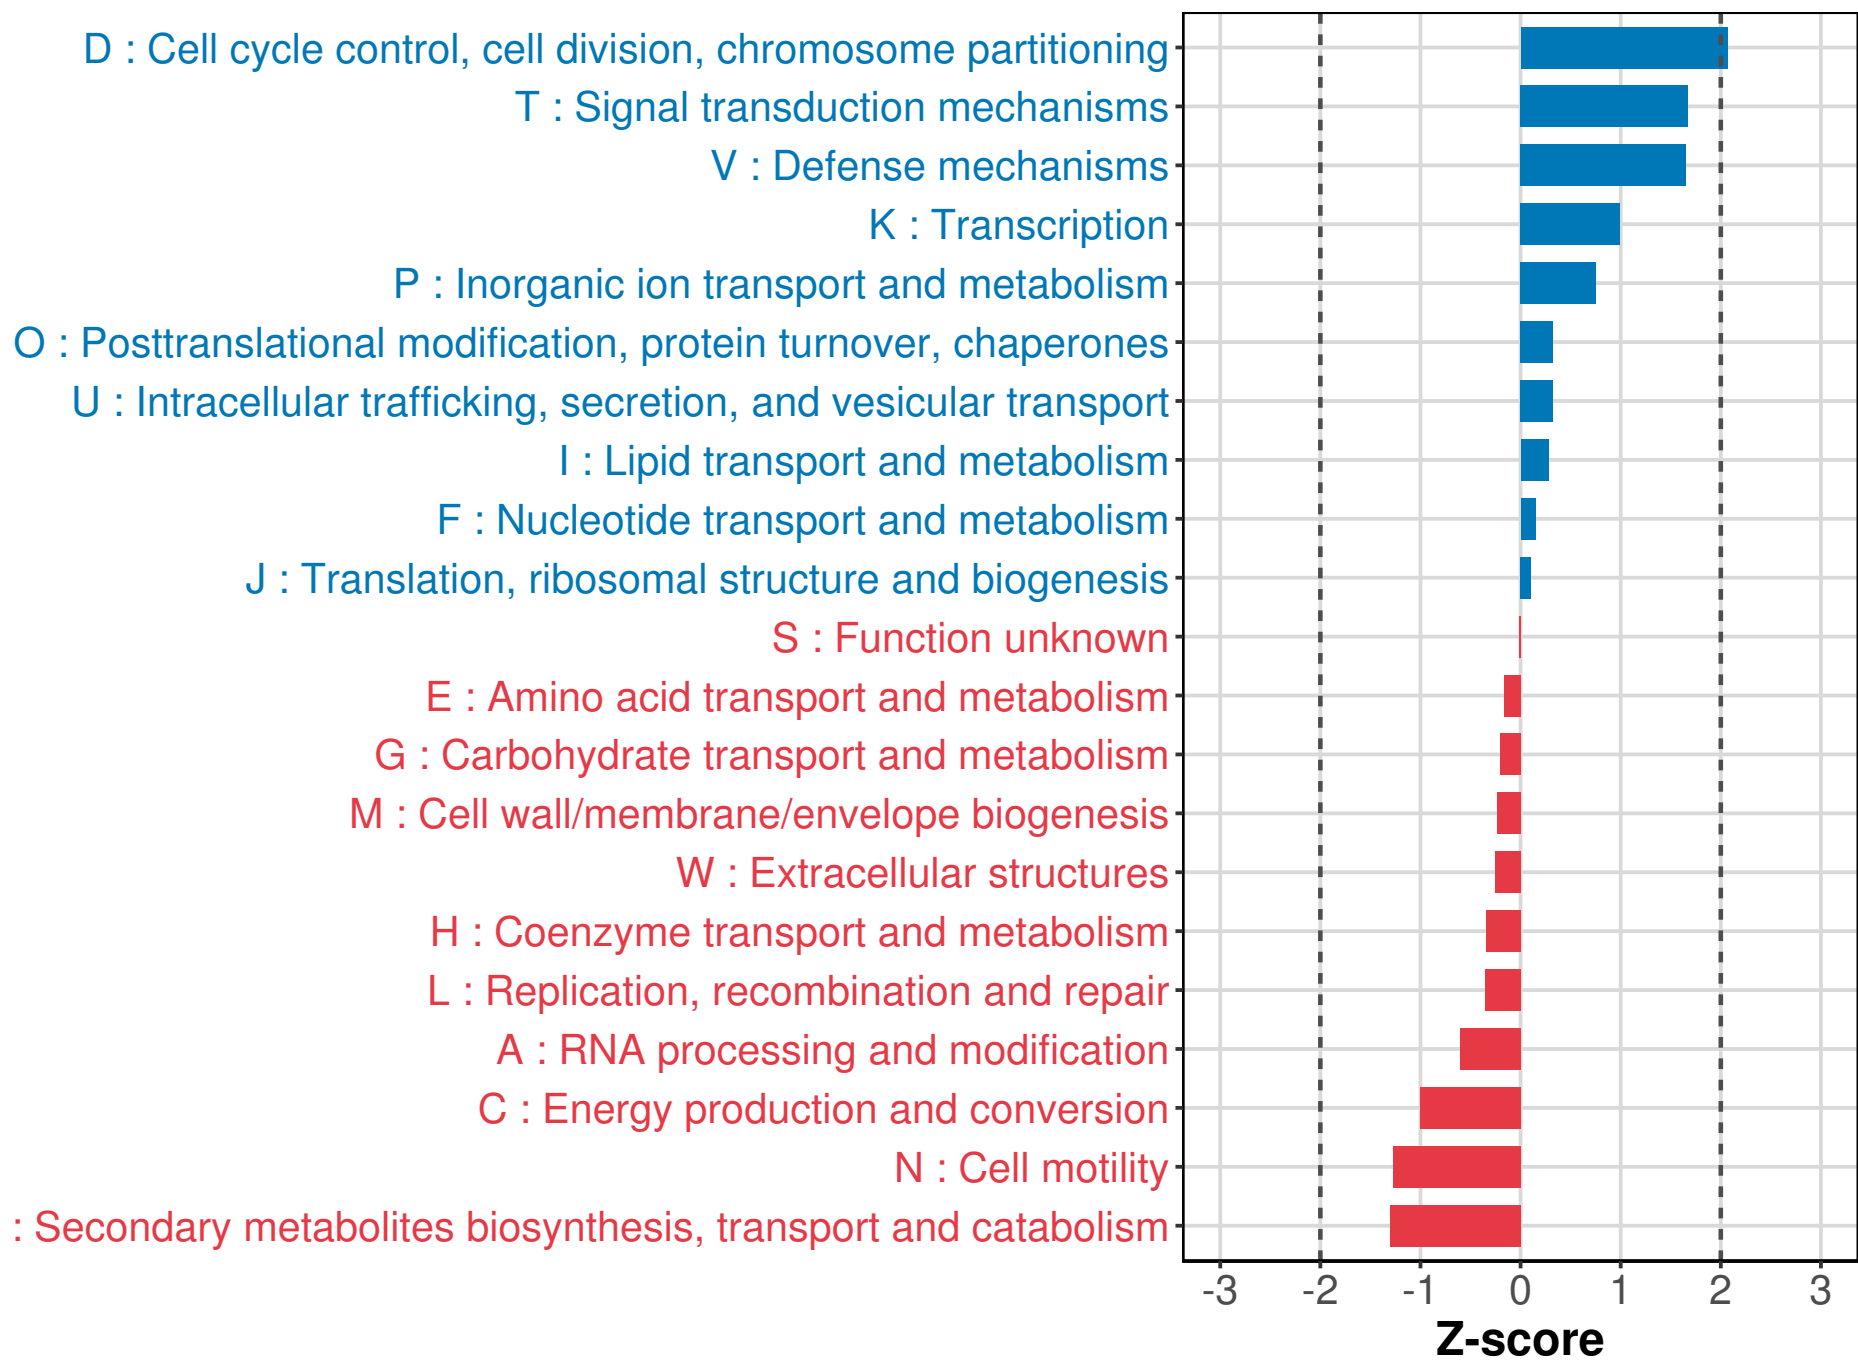 D : Cell cycle control, cell division, chromosome partitioning
T : Signal transduction mechanisms
V : Defense mechanisms
K : Transcription
P : Inorganic ion transport and metabolism
O : Posttranslational modification, protein turnover, chaperones
U : Intracellular trafficking, secretion, and vesicular transport
I : Lipid transport and metabolism
F : Nucleotide transport and metabolism
J : Translation, ribosomal structure and biogenesis
S : Function unknown
E : Amino acid transport and metabolism
G : Carbohydrate transport and metabolism
M : Cell wall/membrane/envelope biogenesis
W : Extracellular structures
H : Coenzyme transport and metabolism
L : Replication, recombination and repair
A : RNA processing and modification
C : Energy production and conversion
N : Cell motility
: Secondary metabolites biosynthesis, transport and catabolism
-3 -2 -1 0 1 2 3
Z-score